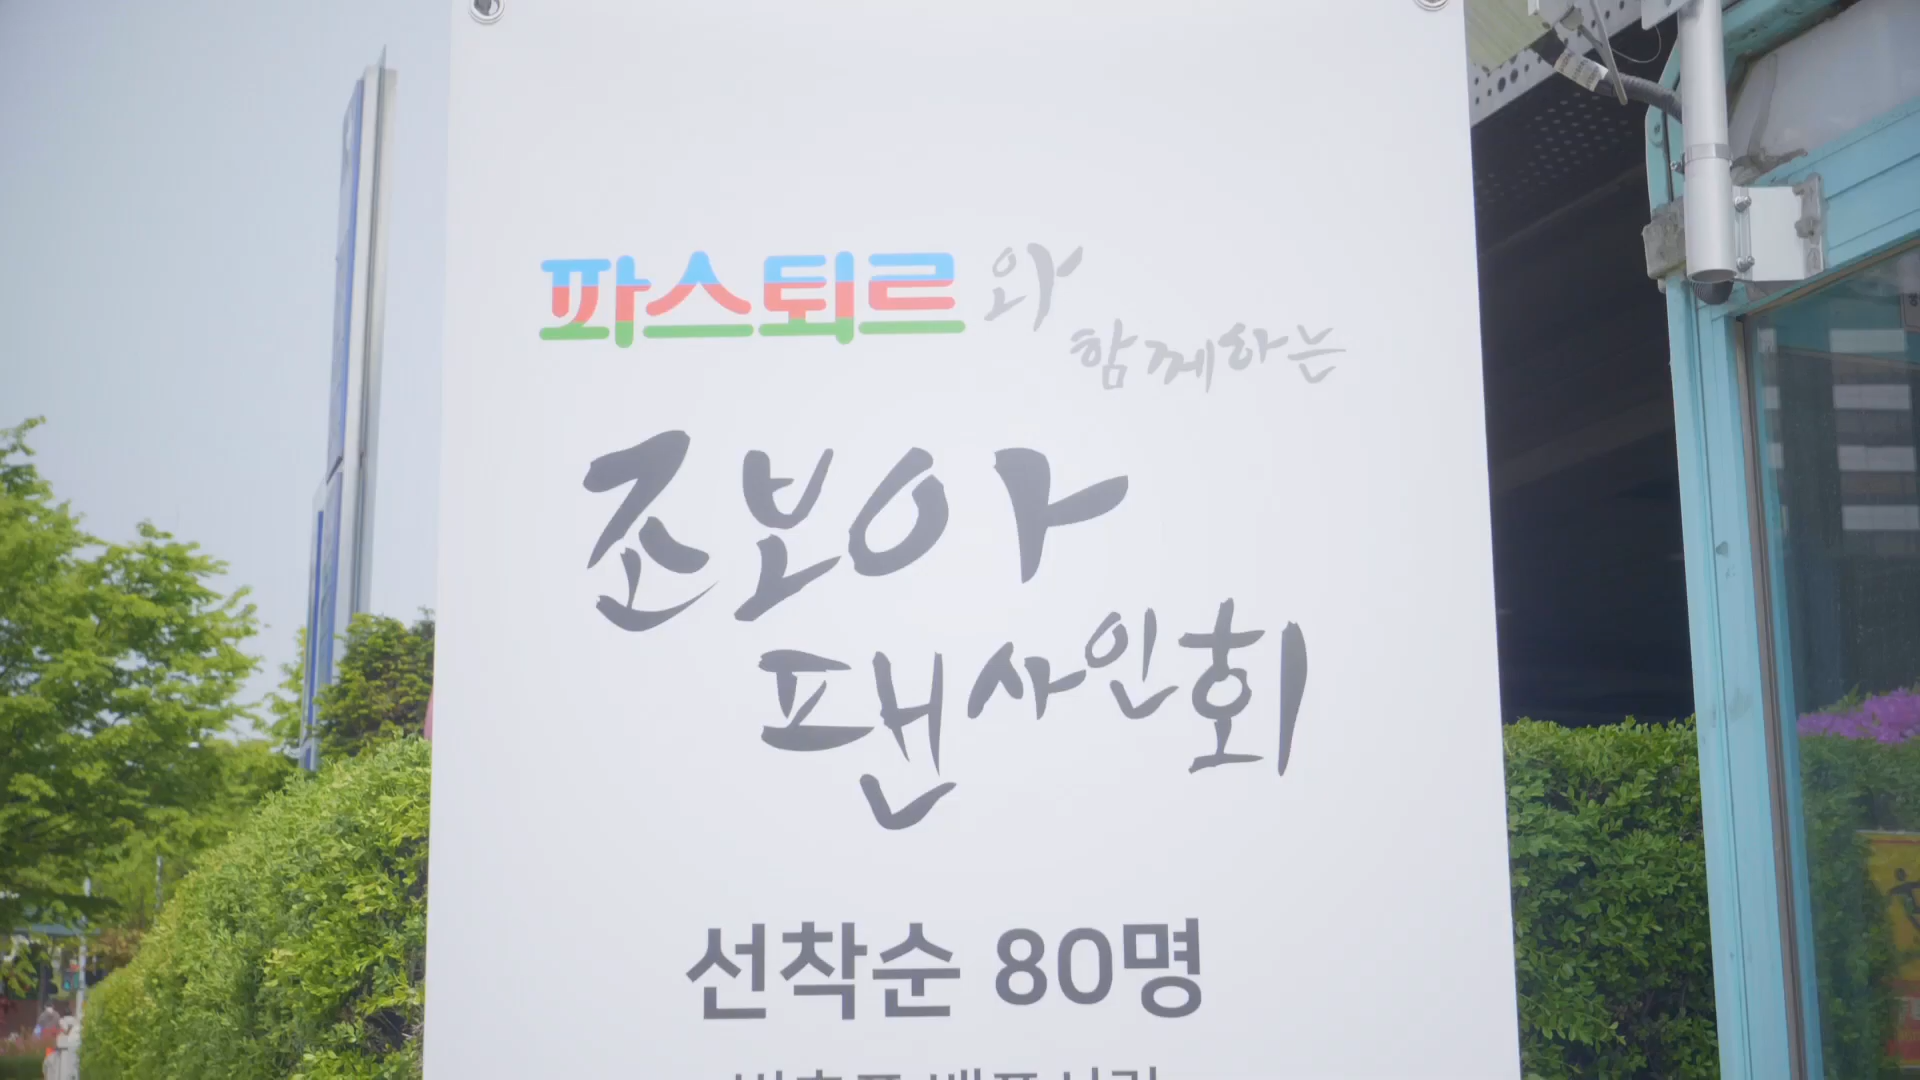 파스퇴르와
함께하는
조보아
팬사인회
선착순 80명